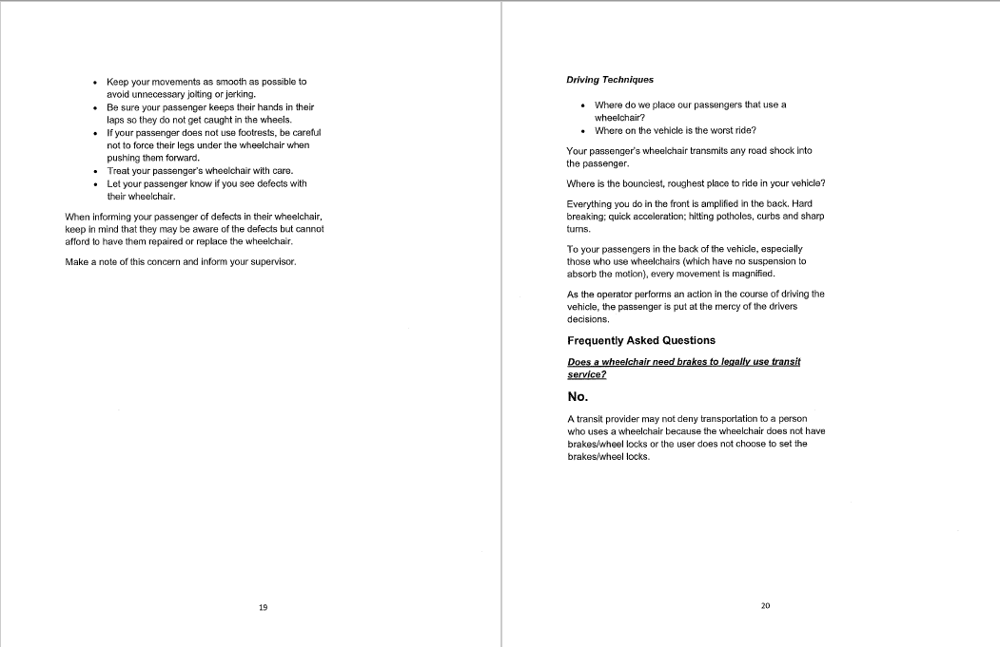 • Keep your movements as smooth as possible to
avoid unnecessary jolting or jerking.
• Be sure your passenger keeps their hands in their
laps so they do not get caught in the wheels.
• If your passenger does not use footrests, be careful
not to force their legs under the wheelchair when
pushing them forward.
• Treat your passenger's wheelchair with care.
• Let your passenger know if you see defects with
their wheelchair.
When informing your passenger of defects in their wheelchair,
keep in mind that they may be aware of the defects but cannot
afford to have them repaired or replace the wheelchair.
Make a note of this concern and inform your supervisor.
19
Driving Techniques
• Where do we place our passengers that use a
wheelchair?
• Where on the vehicle is the worst ride?
Your passenger's wheelchair transmits any road shock into
the passenger.
Where is the bounciest, roughest place to ride in your vehicle?
Everything you do in the front is amplified in the back. Hard
breaking; quick acceleration; hitting potholes, curbs and sharp
turns.
To your passengers in the back of the vehicle, especially
those who use wheelchairs (which have no suspension to
absorb the motion), every movement is magnified.
As the operator performs an action in the course of driving the
vehicle, the passenger is put at the mercy of the drivers
decisions.
Frequently Asked Questions
Does a wheelchair need brakes to legally use transit
service?
No.
A transit provider may not deny transportation to a person
who uses a wheelchair because the wheelchair does not have
brakes/wheel locks or the user does not choose to set the
brakes/wheel locks.
20